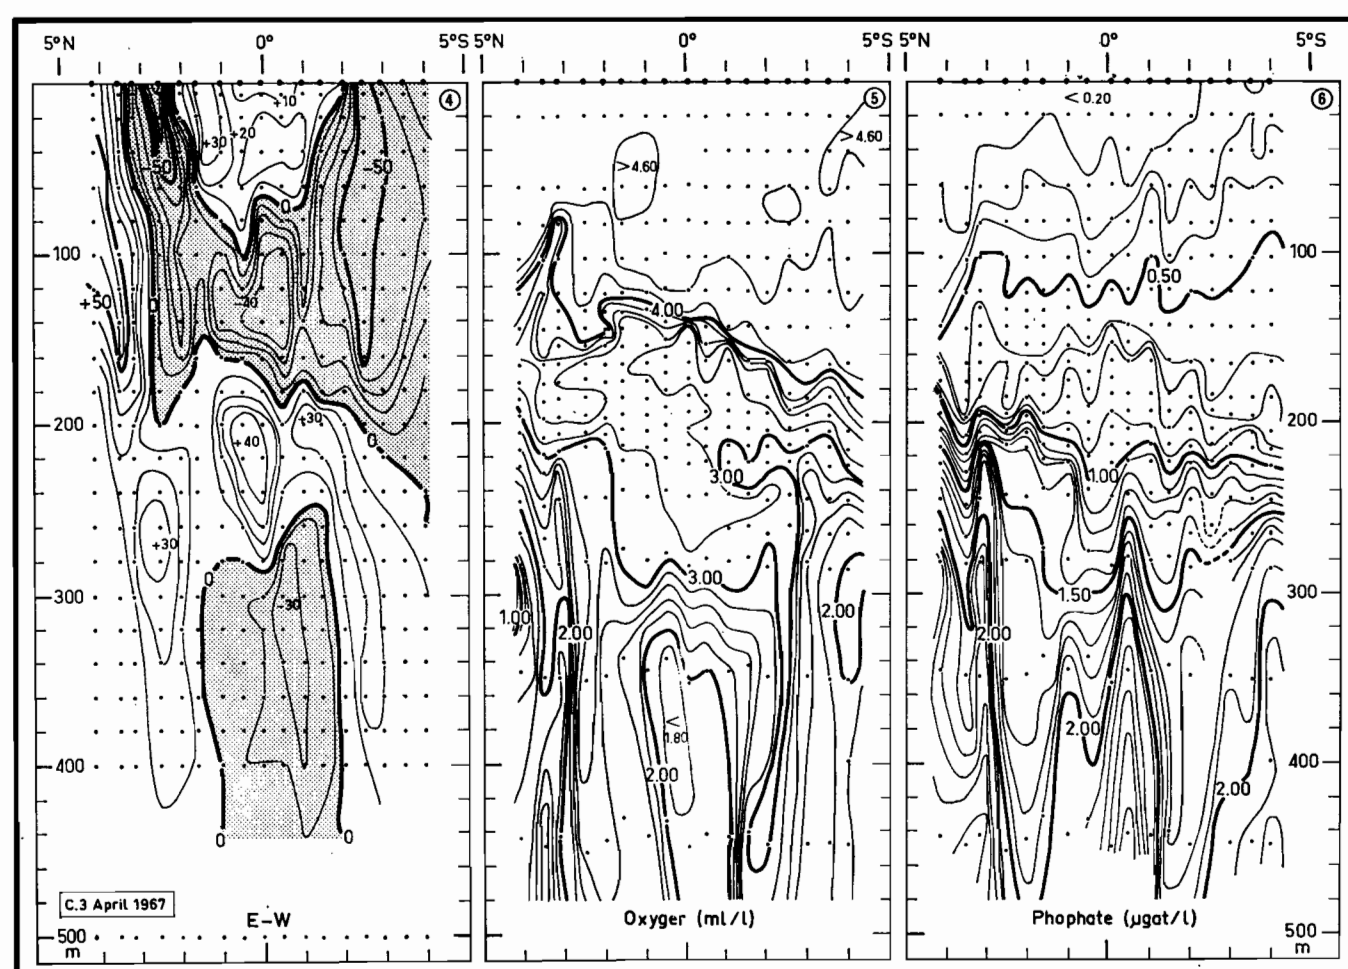 5°N 0° 5°S 5°N 0° 5°S 5°N 0° 5°S
④ ⑤ ⑥
+10 < 0.20
+30 +20 > 4.60
-50 -50 > 4.60
0
100 100
0.50
+50 0 -20 4.00
200 +30 200
+40 0
3.00 1.00
+30
0 3.00
300 -30 1.00 2.00 1.50 300
2.00 2.00
< 1.80 2.00
400 2.00 400
2.00
0 0
C.3 April 1967
E-W Oxyger (ml/l) Phophate (µgat/l)
500 500
m m